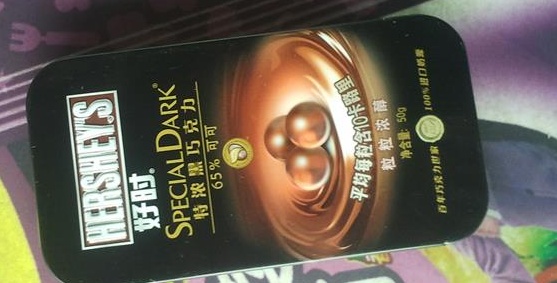 HERSHEY'S
好时®
SPECIAL DARK®
特浓黑巧克力
65% 可可
平均每粒含10卡路里
粒粒浓醇
净含量: 50g
100%进口奶源
百年巧克力世家